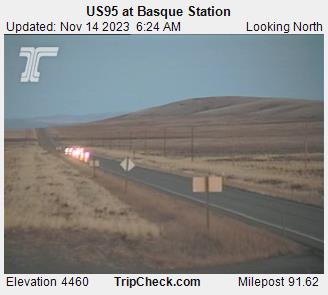 US95 at Basque Station
Updated: Nov 14 2023 6:24 AM Looking North
Elevation 4460 TripCheck.com Milepost 91.62